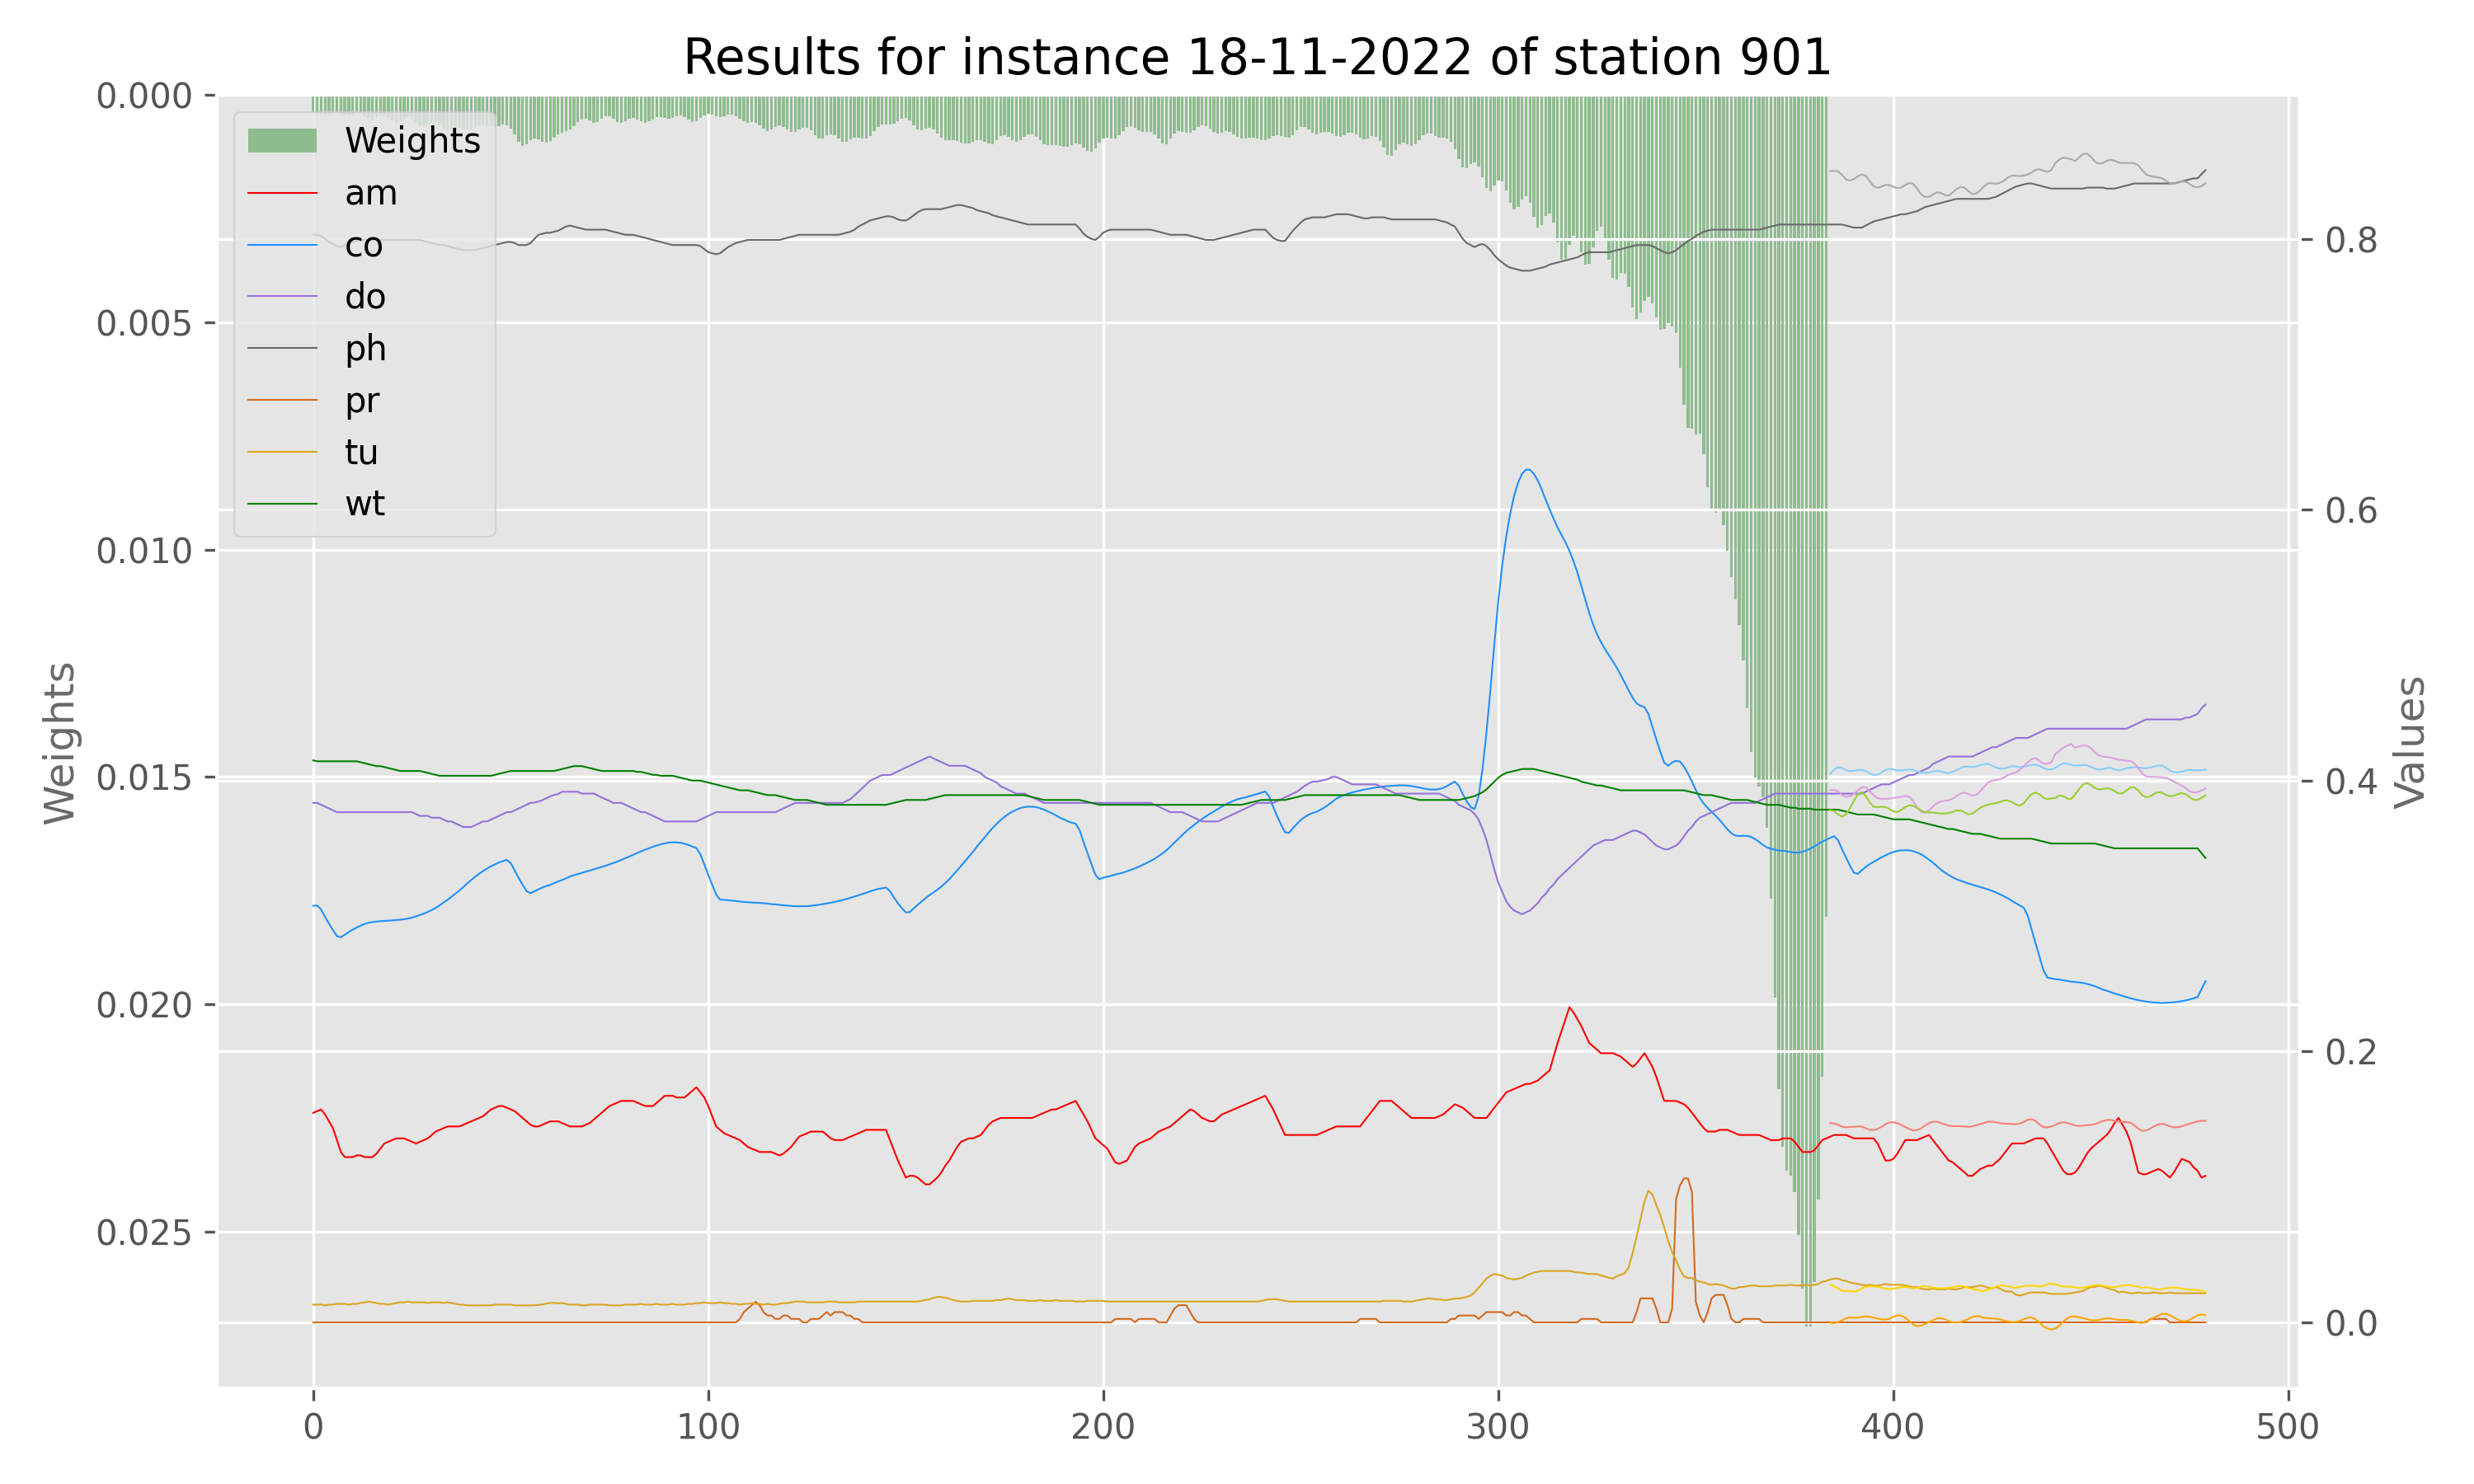 Results for instance 18-11-2022 of station 901
0.000
0.005
0.010
0.015
0.020
0.025
Weights
Weights
am
co
do
ph
pr
tu
wt
0.8
0.6
0.4
0.2
0.0
Values
0 100 200 300 400 500